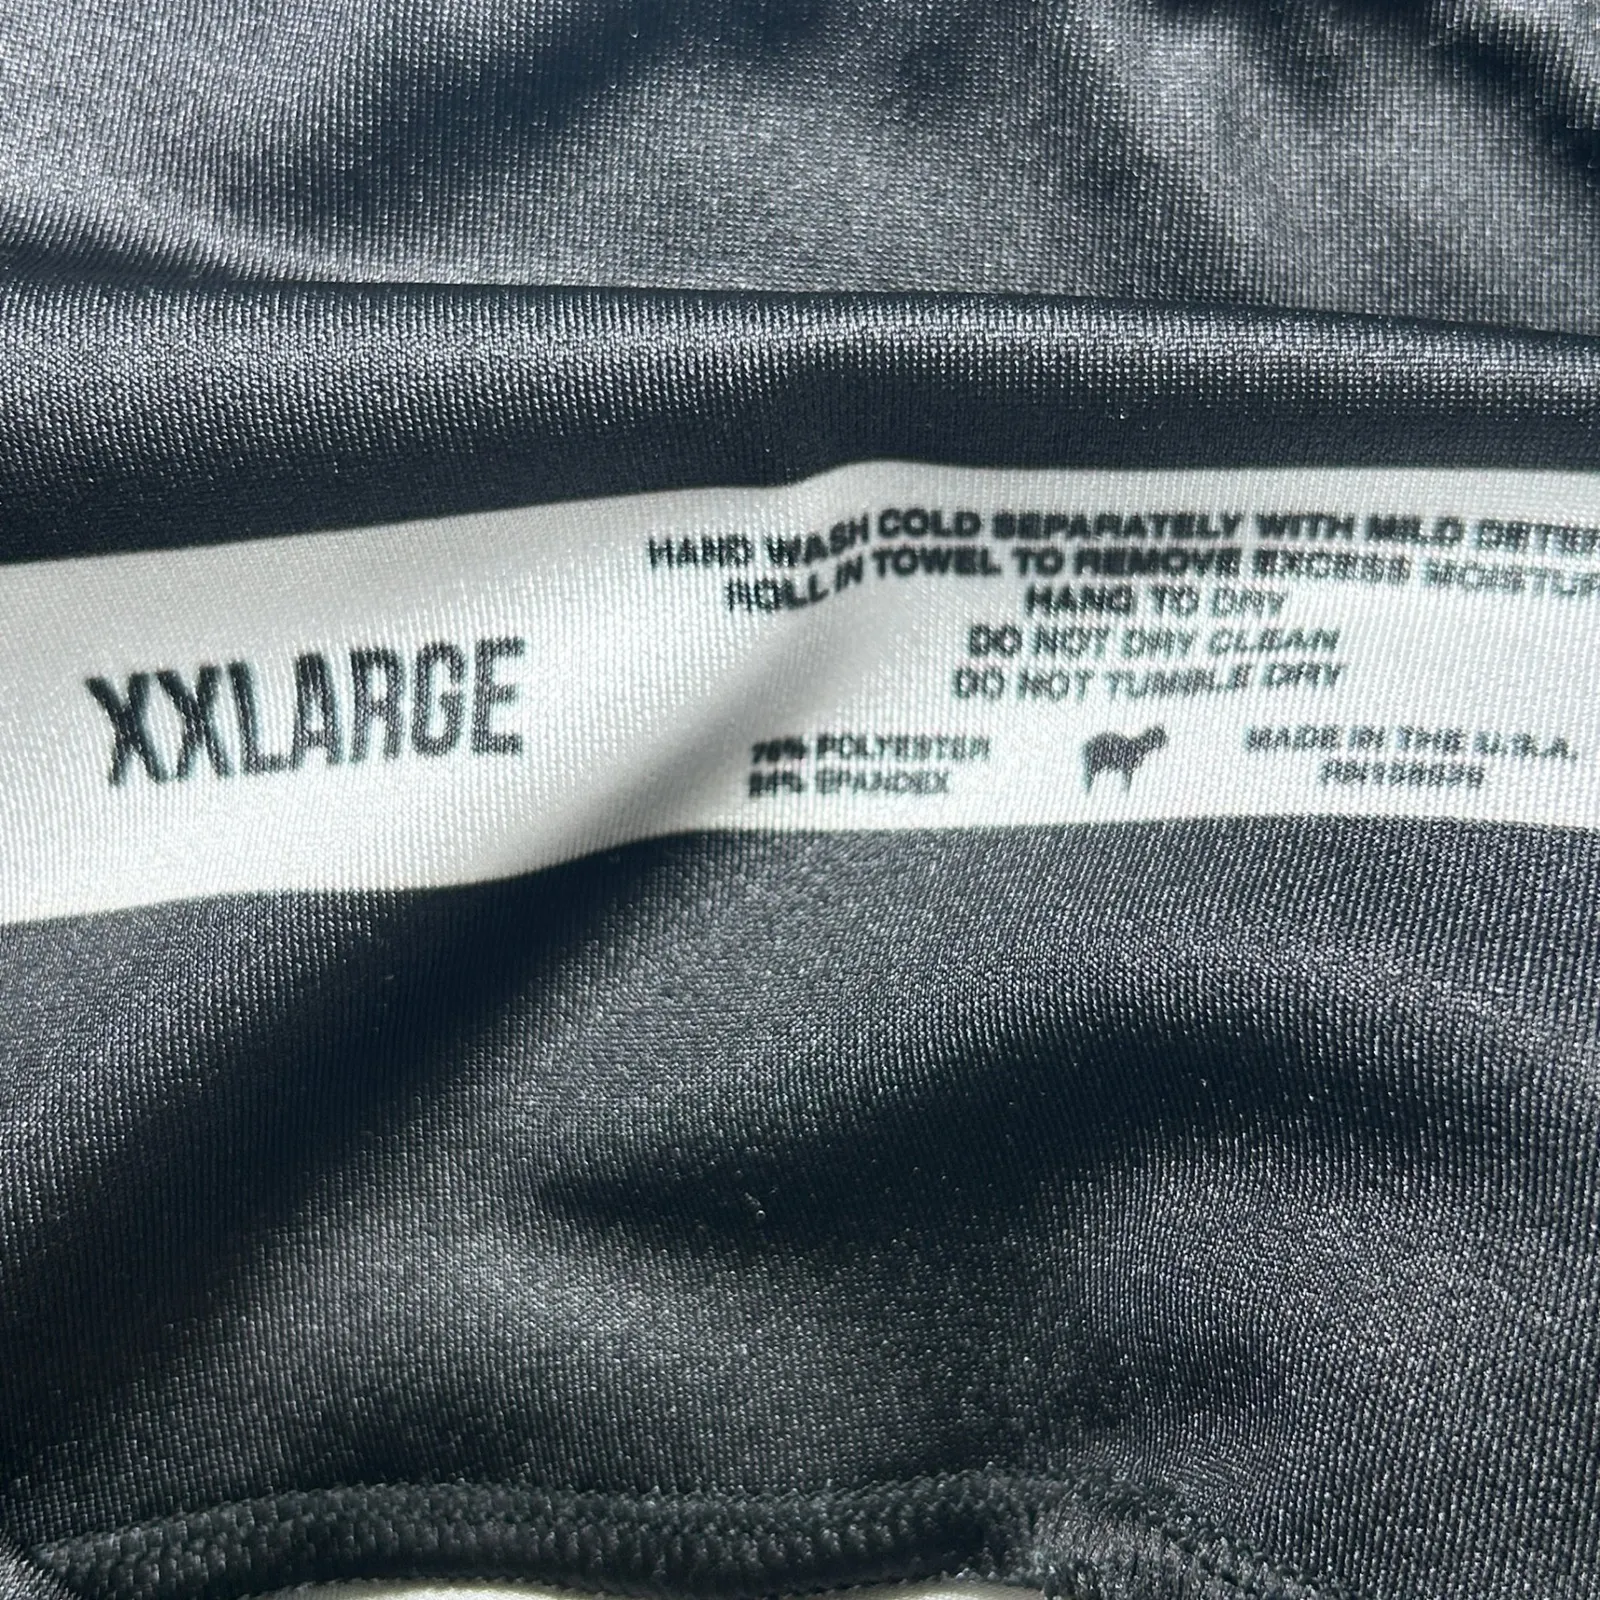 XXLARGE
HAND WASH COLD SEPARATELY WITH MILD
ROLL IN TOWEL TO REMOVE EXCESS
HANG TO DRY
DO NOT DRY CLEAN
DO NOT TUMBLE DRY
POLYESTER
SPANDEX
MADE IN THE U.S.A.